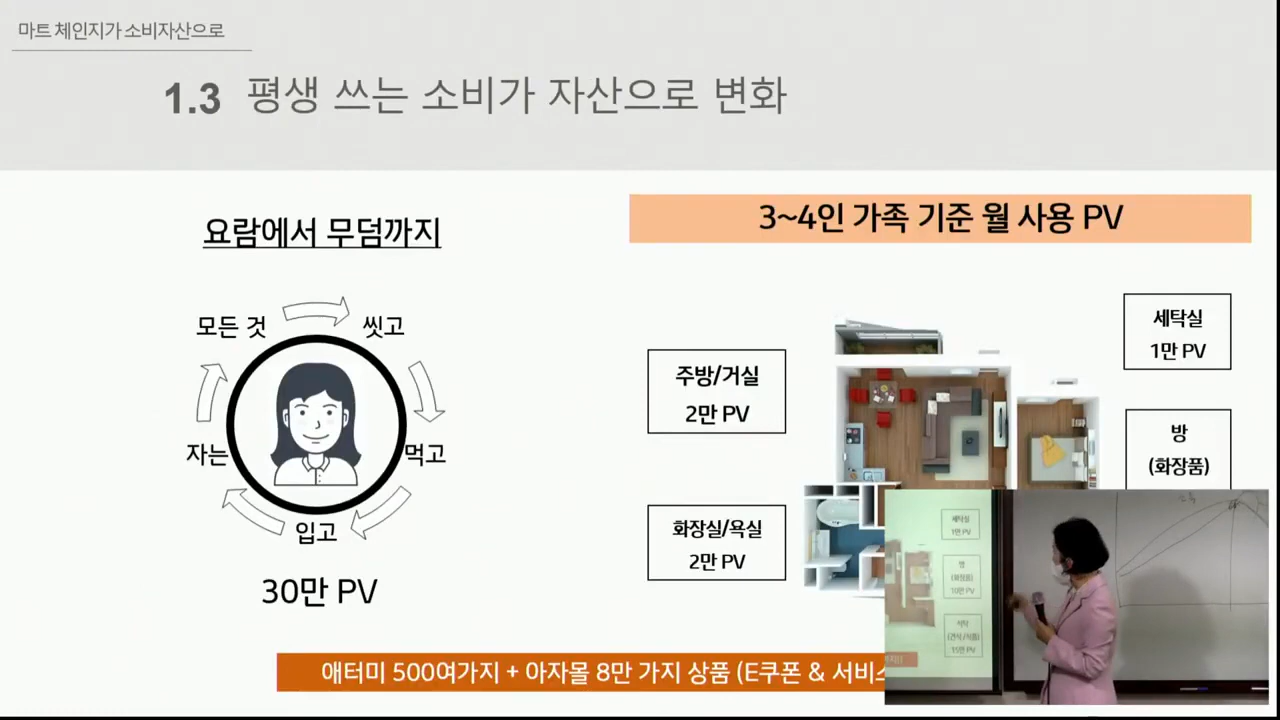 마트 체인지가 소비자산으로
1.3 평생 쓰는 소비가 자산으로 변화
요람에서 무덤까지
모든 것
씻고
자는
먹고
입고
30만 PV
3~4인 가족 기준 월 사용 PV
주방/거실
2만 PV
화장실/욕실
2만 PV
세탁실
1만 PV
방
(화장품)
애터미 500여가지 + 아자몰 8만 가지 상품 (E쿠폰 & 서비스
세탁실
1만 PV
방
(화장품)
10만 PV
15만 PV